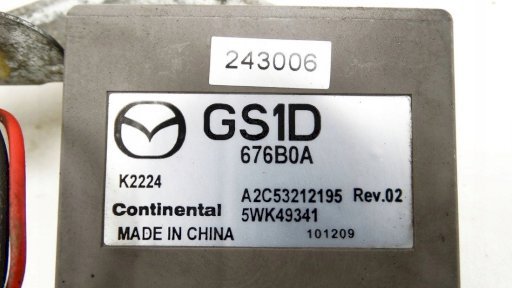 243006
GS1D
676B0A
K2224
A2C53212195 Rev.02
Continental 5WK49341
MADE IN CHINA 101209